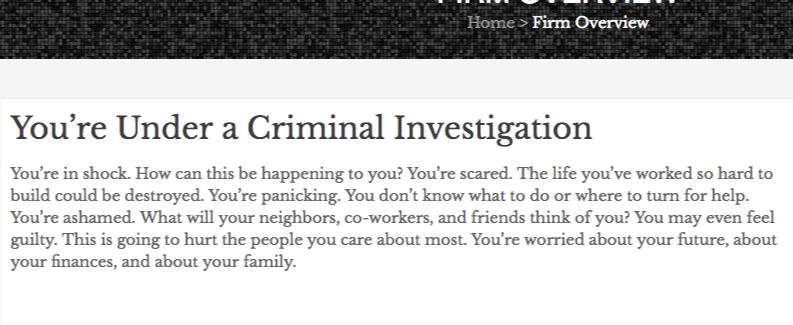 FIRM OVERVIEW
Home > Firm Overview
You're Under a Criminal Investigation
You're in shock. How can this be happening to you? You're scared. The life you've worked so hard to
build could be destroyed. You're panicking. You don't know what to do or where to turn for help.
You're ashamed. What will your neighbors, co-workers, and friends think of you? You may even feel
guilty. This is going to hurt the people you care about most. You're worried about your future, about
your finances, and about your family.